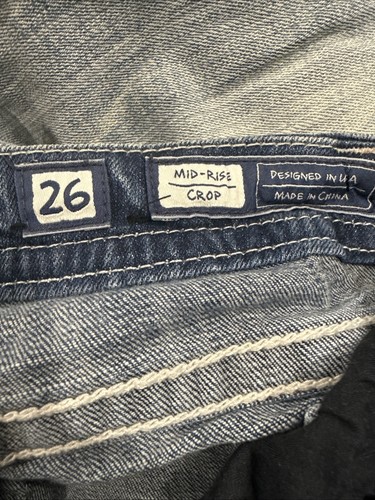 26
MID-RISE
CROP
DESIGNED IN USA
MADE IN CHINA